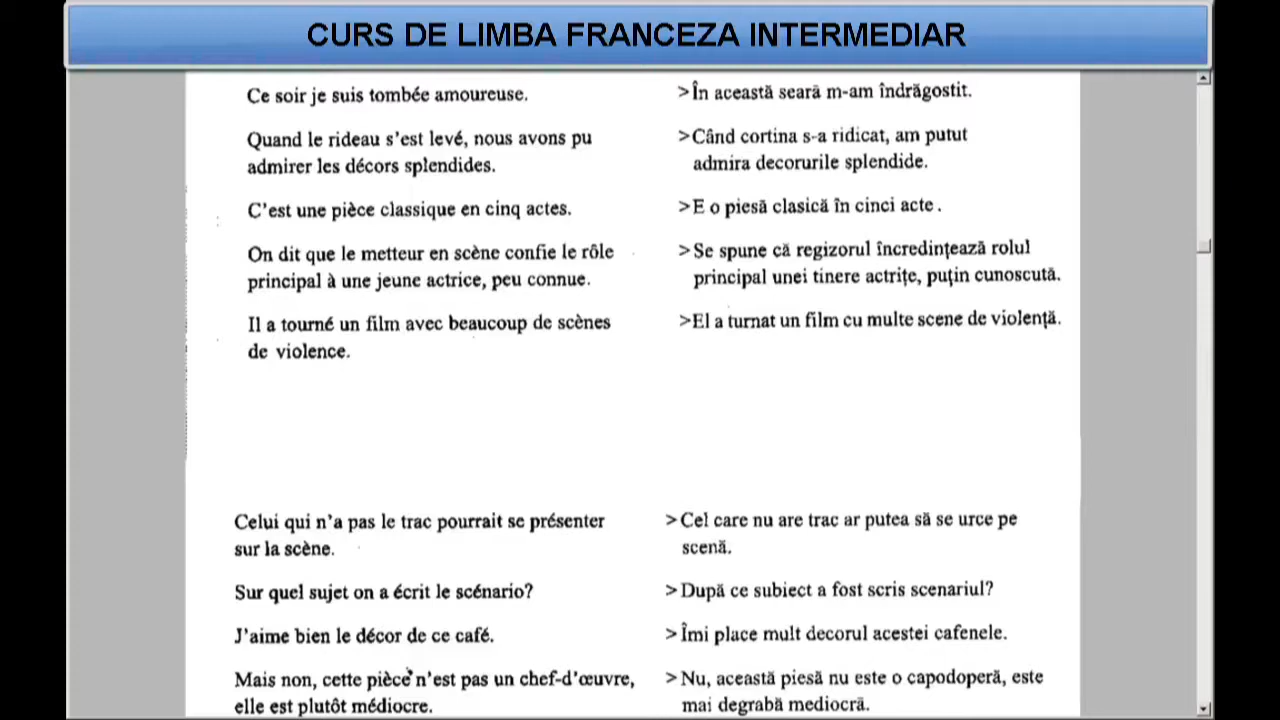 CURS DE LIMBA FRANCEZA INTERMEDIAR
Ce soir je suis tombée amoureuse.
>În această seară m-am îndrăgostit.
Quand le rideau s'est levé, nous avons pu
admirer les décors splendides.
>Când cortina s-a ridicat, am putut
admira decorurile splendide.
C'est une pièce classique en cinq actes.
>E o piesă clasică în cinci acte.
On dit que le metteur en scène confie le rôle
principal à une jeune actrice, peu connue.
>Se spune că regizorul încredinţează rolul
principal unei tinere actriţe, puţin cunoscută.
Il a tourné un film avec beaucoup de scènes
de violence.
>El a turnat un film cu multe scene de violenţă.
Celui qui n'a pas le trac pourrait se présenter
sur la scène.
>Cel care nu are trac ar putea să se urce pe
scenă.
Sur quel sujet on a écrit le scénario?
>După ce subiect a fost scris scenariul?
J'aime bien le décor de ce café.
>Îmi place mult decorul acestei cafenele.
Mais non, cette pièce n'est pas un chef-d'œuvre,
elle est plutôt médiocre.
>Nu, această piesă nu este o capodoperă, este
mai degrabă mediocră.